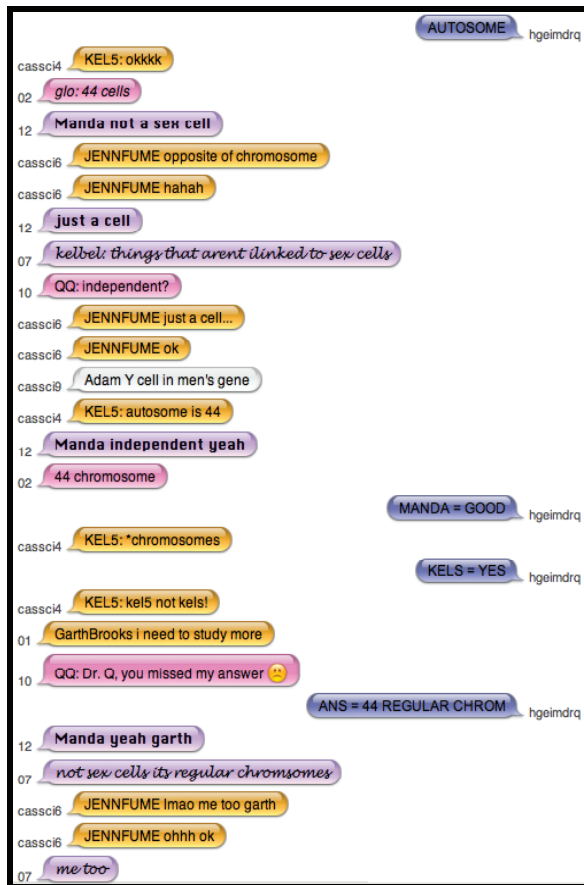 AUTOSOME
hgeimdrq
cassci4 KEL5: okkkk
02 glo: 44 cells
12 Manda not a sex cell
cassci6 JENNFUME opposite of chromosome
cassci6 JENNFUME hahah
12 just a cell
07 kelbel: things that arent ilinked to sex cells
10 QQ: independent?
cassci6 JENNFUME just a cell...
cassci6 JENNFUME ok
cassci9 Adam Y cell in men's gene
cassci4 KEL5: autosome is 44
12 Manda independent yeah
02 44 chromosome
MANDA = GOOD hgeimdrq
cassci4 KEL5: *chromosomes
KELS = YES hgeimdrq
cassci4 KEL5: kel5 not kels!
01 GarthBrooks i need to study more
10 QQ: Dr. Q, you missed my answer
ANS = 44 REGULAR CHROM hgeimdrq
12 Manda yeah garth
07 not sex cells its regular chromsomes
cassci6 JENNFUME lmao me too garth
cassci6 JENNFUME ohhh ok
07 me too